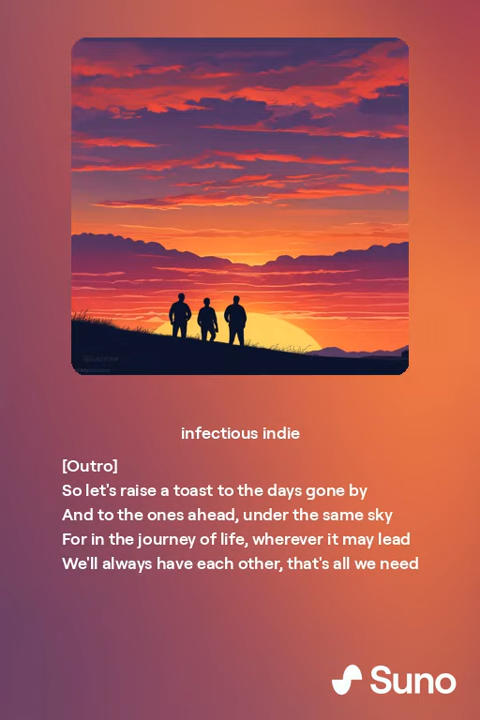 infectious indie
[Outro]
So let's raise a toast to the days gone by
And to the ones ahead, under the same sky
For in the journey of life, wherever it may lead
We'll always have each other, that's all we need
Suno